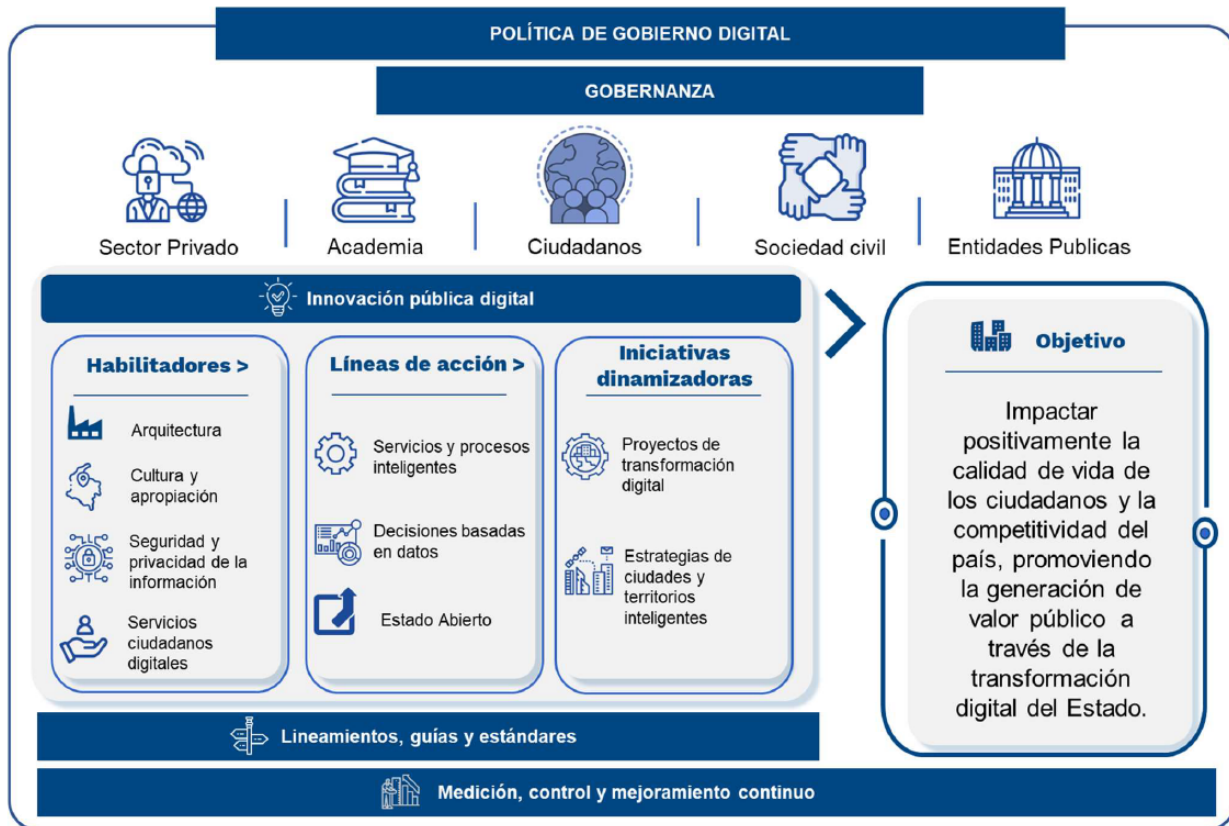 POLÍTICA DE GOBIERNO DIGITAL
GOBERNANZA
Sector Privado
Academia
Ciudadanos
Sociedad civil
Entidades Publicas
Innovación pública digital
Habilitadores >
Arquitectura
Cultura y
apropiación
Seguridad y
privacidad de la
información
Servicios
ciudadanos
digitales
Líneas de acción >
Servicios y procesos
inteligentes
Decisiones basadas
en datos
Estado Abierto
Iniciativas
dinamizadoras
Proyectos de
transformación
digital
Estrategias de
ciudades y
territorios
inteligentes
Objetivo
Impactar
positivamente la
calidad de vida de
los ciudadanos y la
competitividad del
país, promoviendo
la generación de
valor público a
través de la
transformación
digital del Estado.
Lineamientos, guías y estándares
Medición, control y mejoramiento continuo